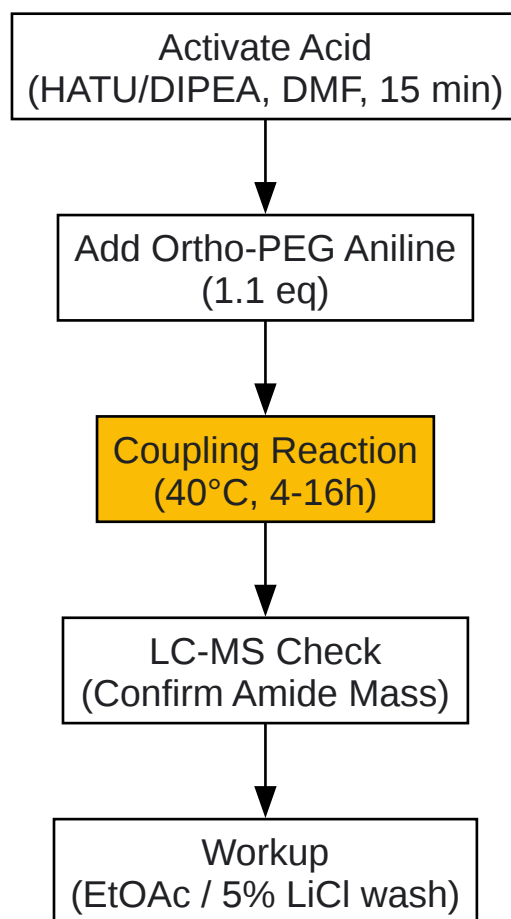 Activate Acid
(HATU/DIPEA, DMF, 15 min)
Add Ortho-PEG Aniline
(1.1 eq)
Coupling Reaction
(40°C, 4-16h)
LC-MS Check
(Confirm Amide Mass)
Workup
(EtOAc / 5% LiCl wash)